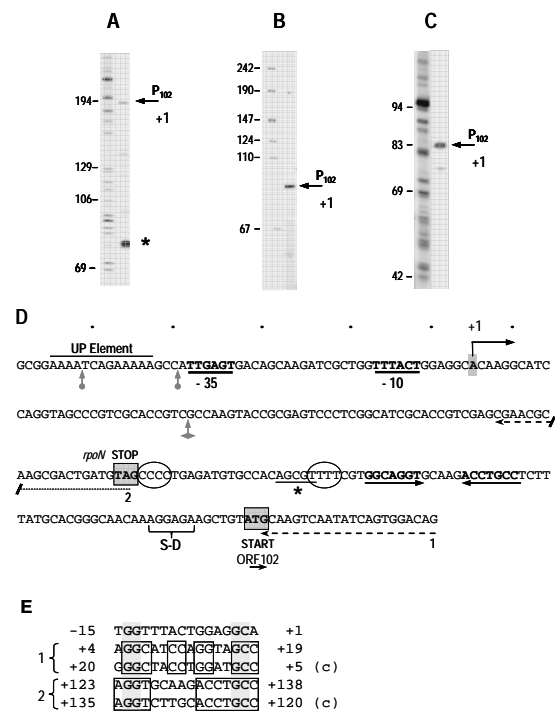 A
B
C
194
129
106
69
P102
+1
*
242
190
147
124
110
67
P102
+1
94
83
69
42
P102
+1
D
+1
UP Element
GCGGAAAATCAGAAAAAGCCATTGAGTGACAGCAAGATCGCTGGTTTACTGGAGGCACAAGGCATC
-35
-10
CAGGTAGCCCGTCGCACCGTCGCCAAGTACCGCGAGTCCCTCGGCATCGCACCGTCGAGCGAACGC
rpoN STOP
AAGCGACTGATGTAGCCCCTGAGATGTGCCACAGCGTTTTCGTGGCAGGTGCAAGACCTGCCTCTT
2
*
TATGCACGGGCAACAAAGGAGAAGCTGTATGCAAGTCAATATCAGTGGACAG
S-D
START
1
ORF102
E
-15 TGGTTTACTGGAGGCA +1
1
+4 AGGCATCCAGGTAGCC +19
+20 GGGCTACCTGGATGCC +5 (c)
2
+123 AGGTGCAAGACCTGCC +138
+135 AGGTCTTGCACCTGCC +120 (c)